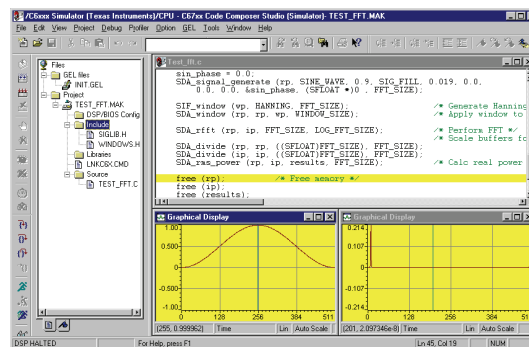 /C6xxx Simulator (Texas Instruments)/CPU - C67xx Code Composer Studio (Simulator)- TEST_FFT.MAK
File Edit View Project Debug Profiler Option GEL Tools Window Help
Files
GEL files
INIT.GEL
Project
TEST_FFT.MAK
DSP/BIOS Config
Include
SIGLIB.H
WINDOWS.H
Libraries
LNKC6X.CMD
Source
TEST_FFT.C
Test_fft.c
sin_phase = 0.0;
SDA_signal_generate (rp, SINE_WAVE, 0.9, SIG_FILL, 0.019, 0.0,
0.0, 0.0, &sin_phase, (SFLOAT *)0 , FFT_SIZE);
SIF_window (wp, HANNING, FFT_SIZE); /* Generate Hanning
SDA_window (rp, rp, wp, WINDOW_SIZE); /* Apply window to
SDA_rfft (rp, ip, FFT_SIZE, LOG_FFT_SIZE); /* Perform FFT */
/* Scale buffers fo
SDA_divide (rp, rp, ((SFLOAT)FFT_SIZE), FFT_SIZE);
SDA_divide (ip, ip, ((SFLOAT)FFT_SIZE), FFT_SIZE);
SDA_rms_power (rp, ip, results, FFT_SIZE); /* Calc real power
free (rp); /* Free memory */
free (ip);
free (results);
Graphical Display
1.00
0.500
0
-0.500
-1.00
0 128 256 384 511
(255, 0.999962) Time Lin Auto Scale
Graphical Display
0.214
0.107
0
-0.107
-0.214
0 128 256 384 511
(201, 2.097346e-8) Time Lin Auto Scale
DSP HALTED For Help, press F1 Ln 45, Col 19 NUM